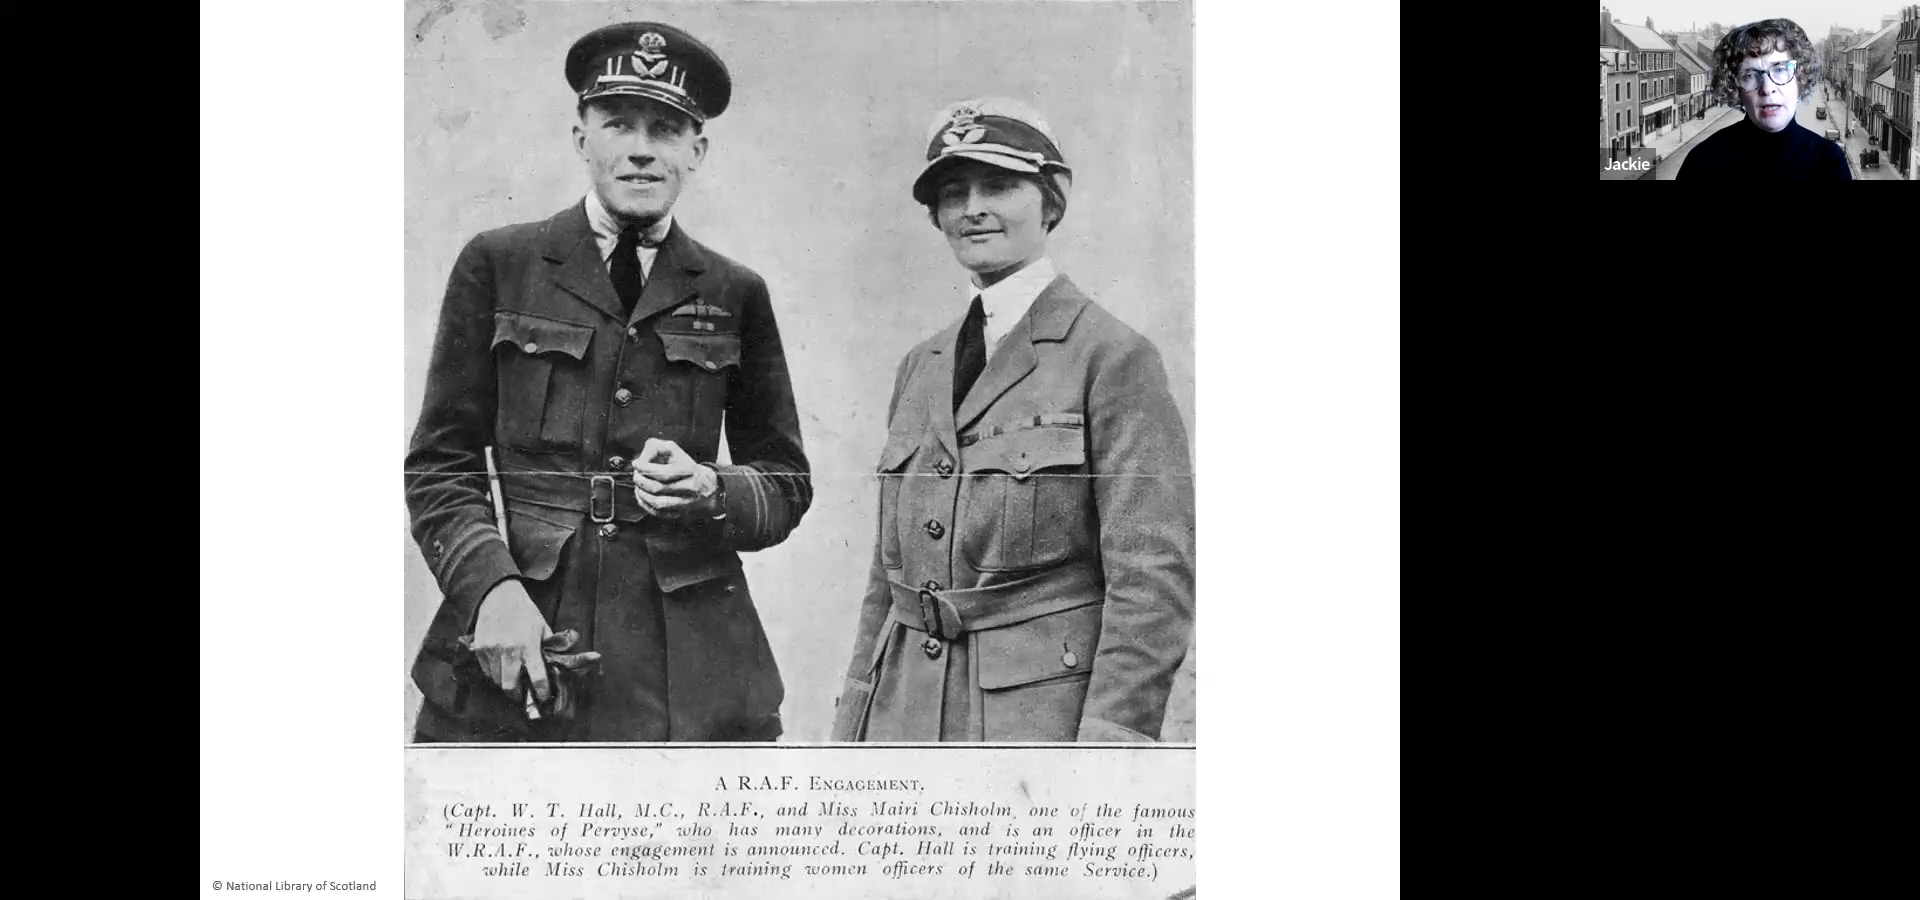 Jackie
A R.A.F. ENGAGEMENT.
(Capt. W. T. Hall, M.C., R.A.F., and Miss Mairi Chisholm, one of the famous
"Heroines of Pervyse," who has many decorations, and is an officer in the
W.R.A.F., whose engagement is announced. Capt. Hall is training flying officers,
while Miss Chisholm is training women officers of the same Service.)
© National Library of Scotland